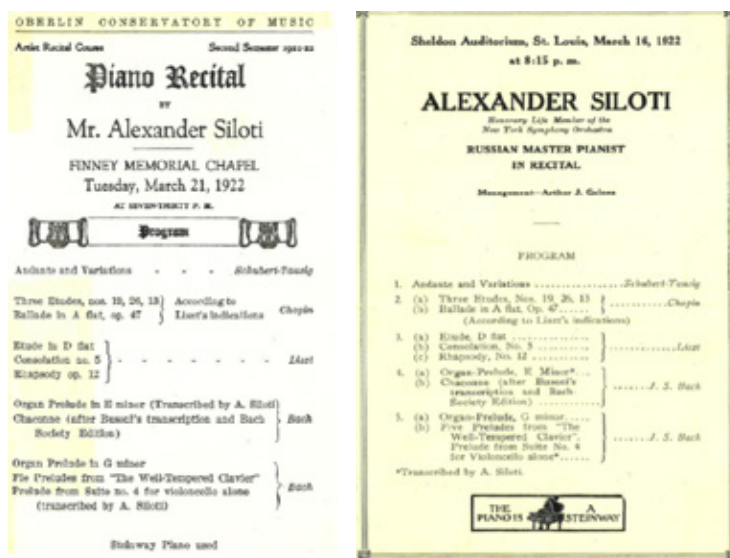 OBERLIN CONSERVATORY OF MUSIC
Artist Recital Course Second Semester 1921-22
Piano Recital
BY
Mr. Alexander Siloti
FINNEY MEMORIAL CHAPEL
Tuesday, March 21, 1922
AT SEVEN-THIRTY P. M.
Program
Andante and Variations - - - Schubert-Tausig
Three Etudes, nos. 19, 26, 13 According to
Ballade in A flat, op. 47 Liszt's indications Chopin
Etude in D flat
Consolation no. 5 - - - - - - Liszt
Rhapsody op. 12
Organ Prelude in E minor (Transcribed by A. Siloti)
Chaconne (after Busoni's transcription and Bach Bach
Society Edition)
Organ Prelude in G minor
Fie Preludes from "The Well-Tempered Clavier"
Prelude from Suite no. 4 for violoncello alone Bach
(transcribed by A. Siloti)
Steinway Piano used
Sheldon Auditorium, St. Louis, March 16, 1922
at 8:15 p. m.
ALEXANDER SILOTI
Honorary Life Member of the
New York Symphony Orchestra
RUSSIAN MASTER PIANIST
IN RECITAL
Management—Arthur J. Gaines
PROGRAM
1. Andante and Variations ................Schubert-Tausig
2. (a) Three Etudes, Nos. 19, 26, 13
(b) Ballade in A flat, Op. 47...... ..........Chopin
(According to Liszt's indications)
3. (a) Etude, D flat ..............
(b) Consolation, No. 5 .......... ............Liszt
(c) Rhapsody, No. 12 ...........
4. (a) Organ-Prelude, E Minor*...
(b) Chaconne (after Busoni's
transcription and Bach .......J. S. Bach
Society Edition) ............
5. (a) Organ-Prelude, G minor.....
(b) Five Preludes from "The
Well-Tempered Clavier". .......J. S. Bach
Prelude from Suite No. 4
for Violoncello alone*......
*Transcribed by A. Siloti.
THE A
PIANO IS STEINWAY